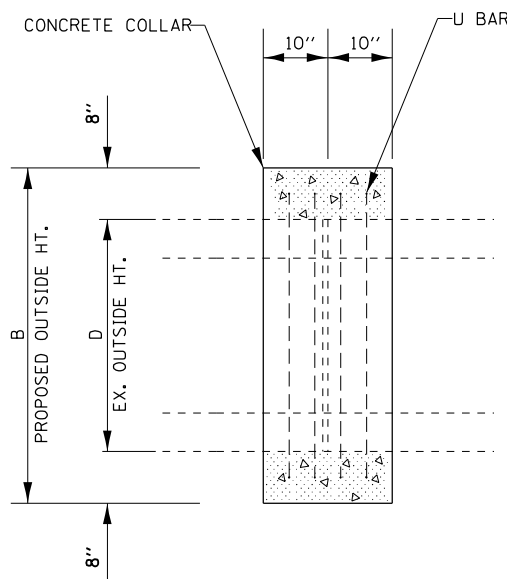 CONCRETE COLLAR
10" 10"
U BAR
8"
B
PROPOSED OUTSIDE HT.
D
EX. OUTSIDE HT.
8"